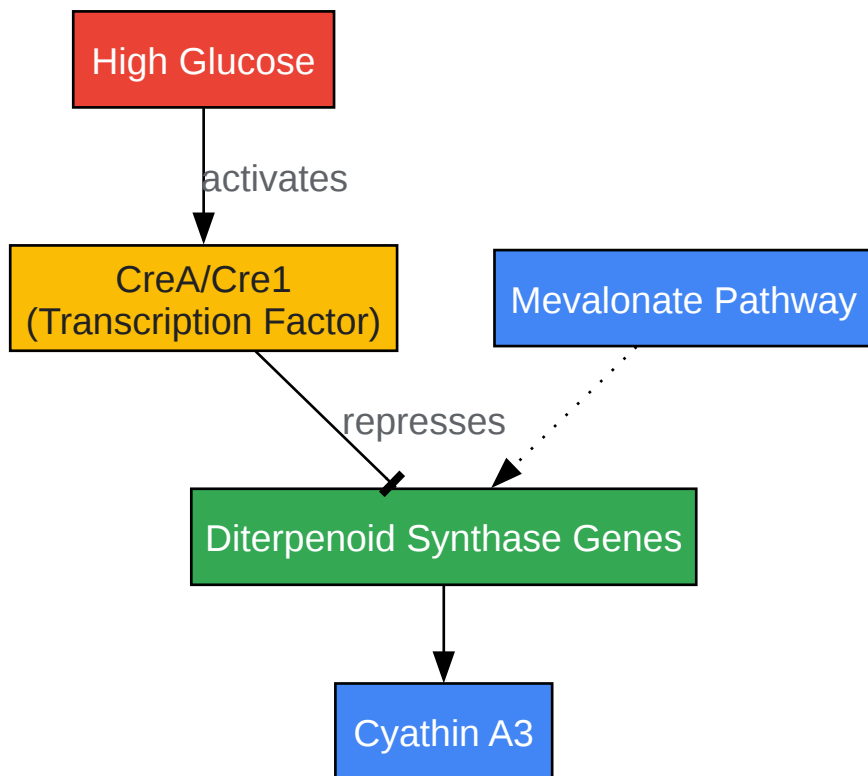 High Glucose
activates
CreA/Cre1
(Transcription Factor)
Mevalonate Pathway
represses
Diterpenoid Synthase Genes
Cyathin A3